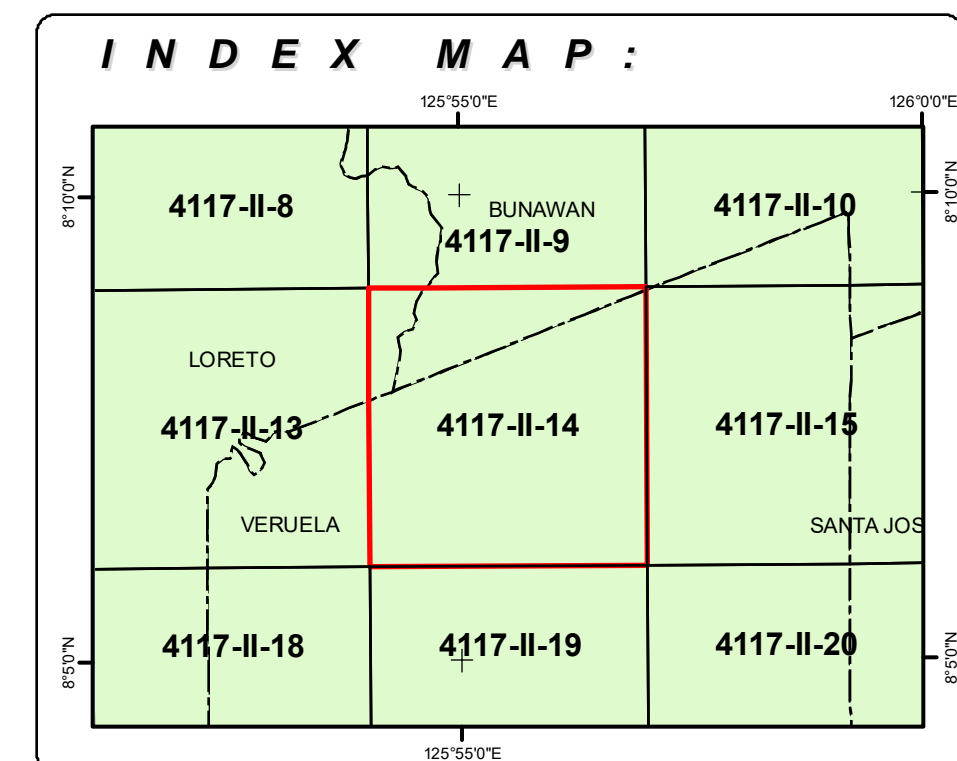 INDEX MAP:
125°55'0"E 126°0'0"E
8°10'0"N 8°10'0"N
4117-II-8 BUNAWAN 4117-II-10
4117-II-9
LORETO
4117-II-13 4117-II-14 4117-II-15
VERUELA SANTA JOS
8°5'0"N 8°5'0"N
4117-II-18 4117-II-19 4117-II-20
125°55'0"E